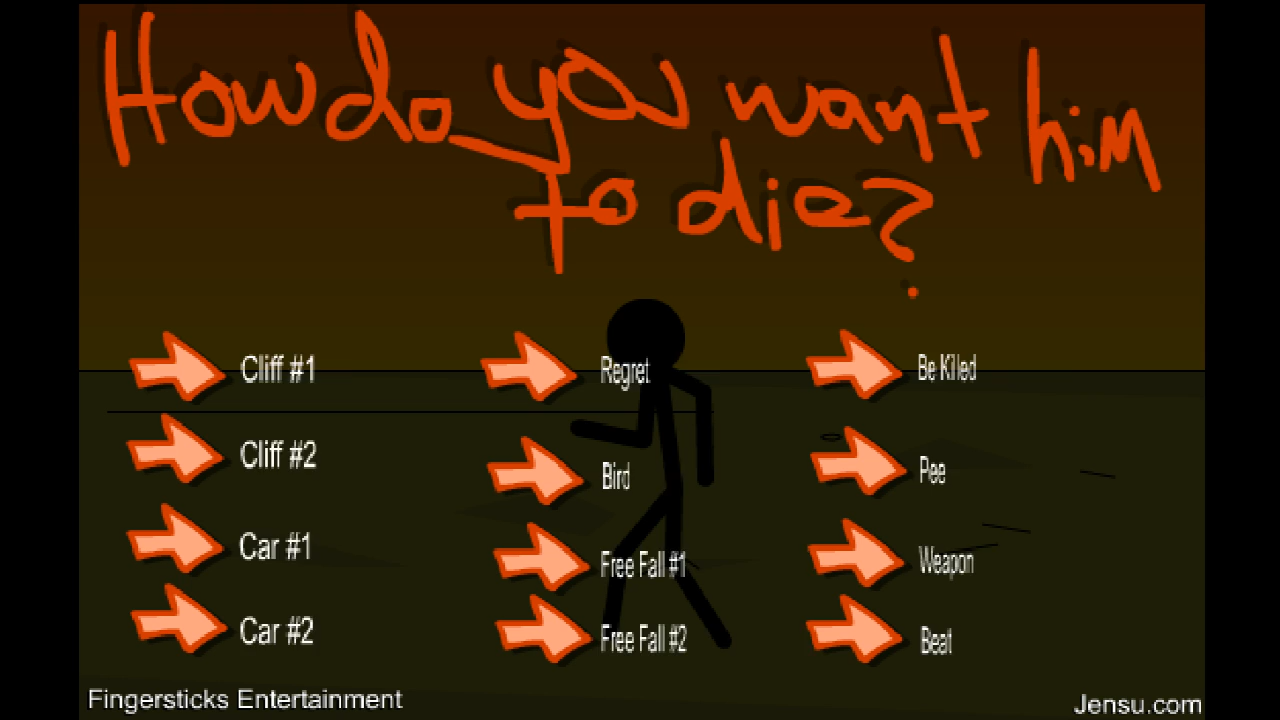 How do you want him
to die?
Cliff #1
Regret
Be Killed
Cliff #2
Bird
Pee
Car #1
Free Fall #1
Weapon
Car #2
Free Fall #2
Beat
Fingersticks Entertainment
Jensu.com